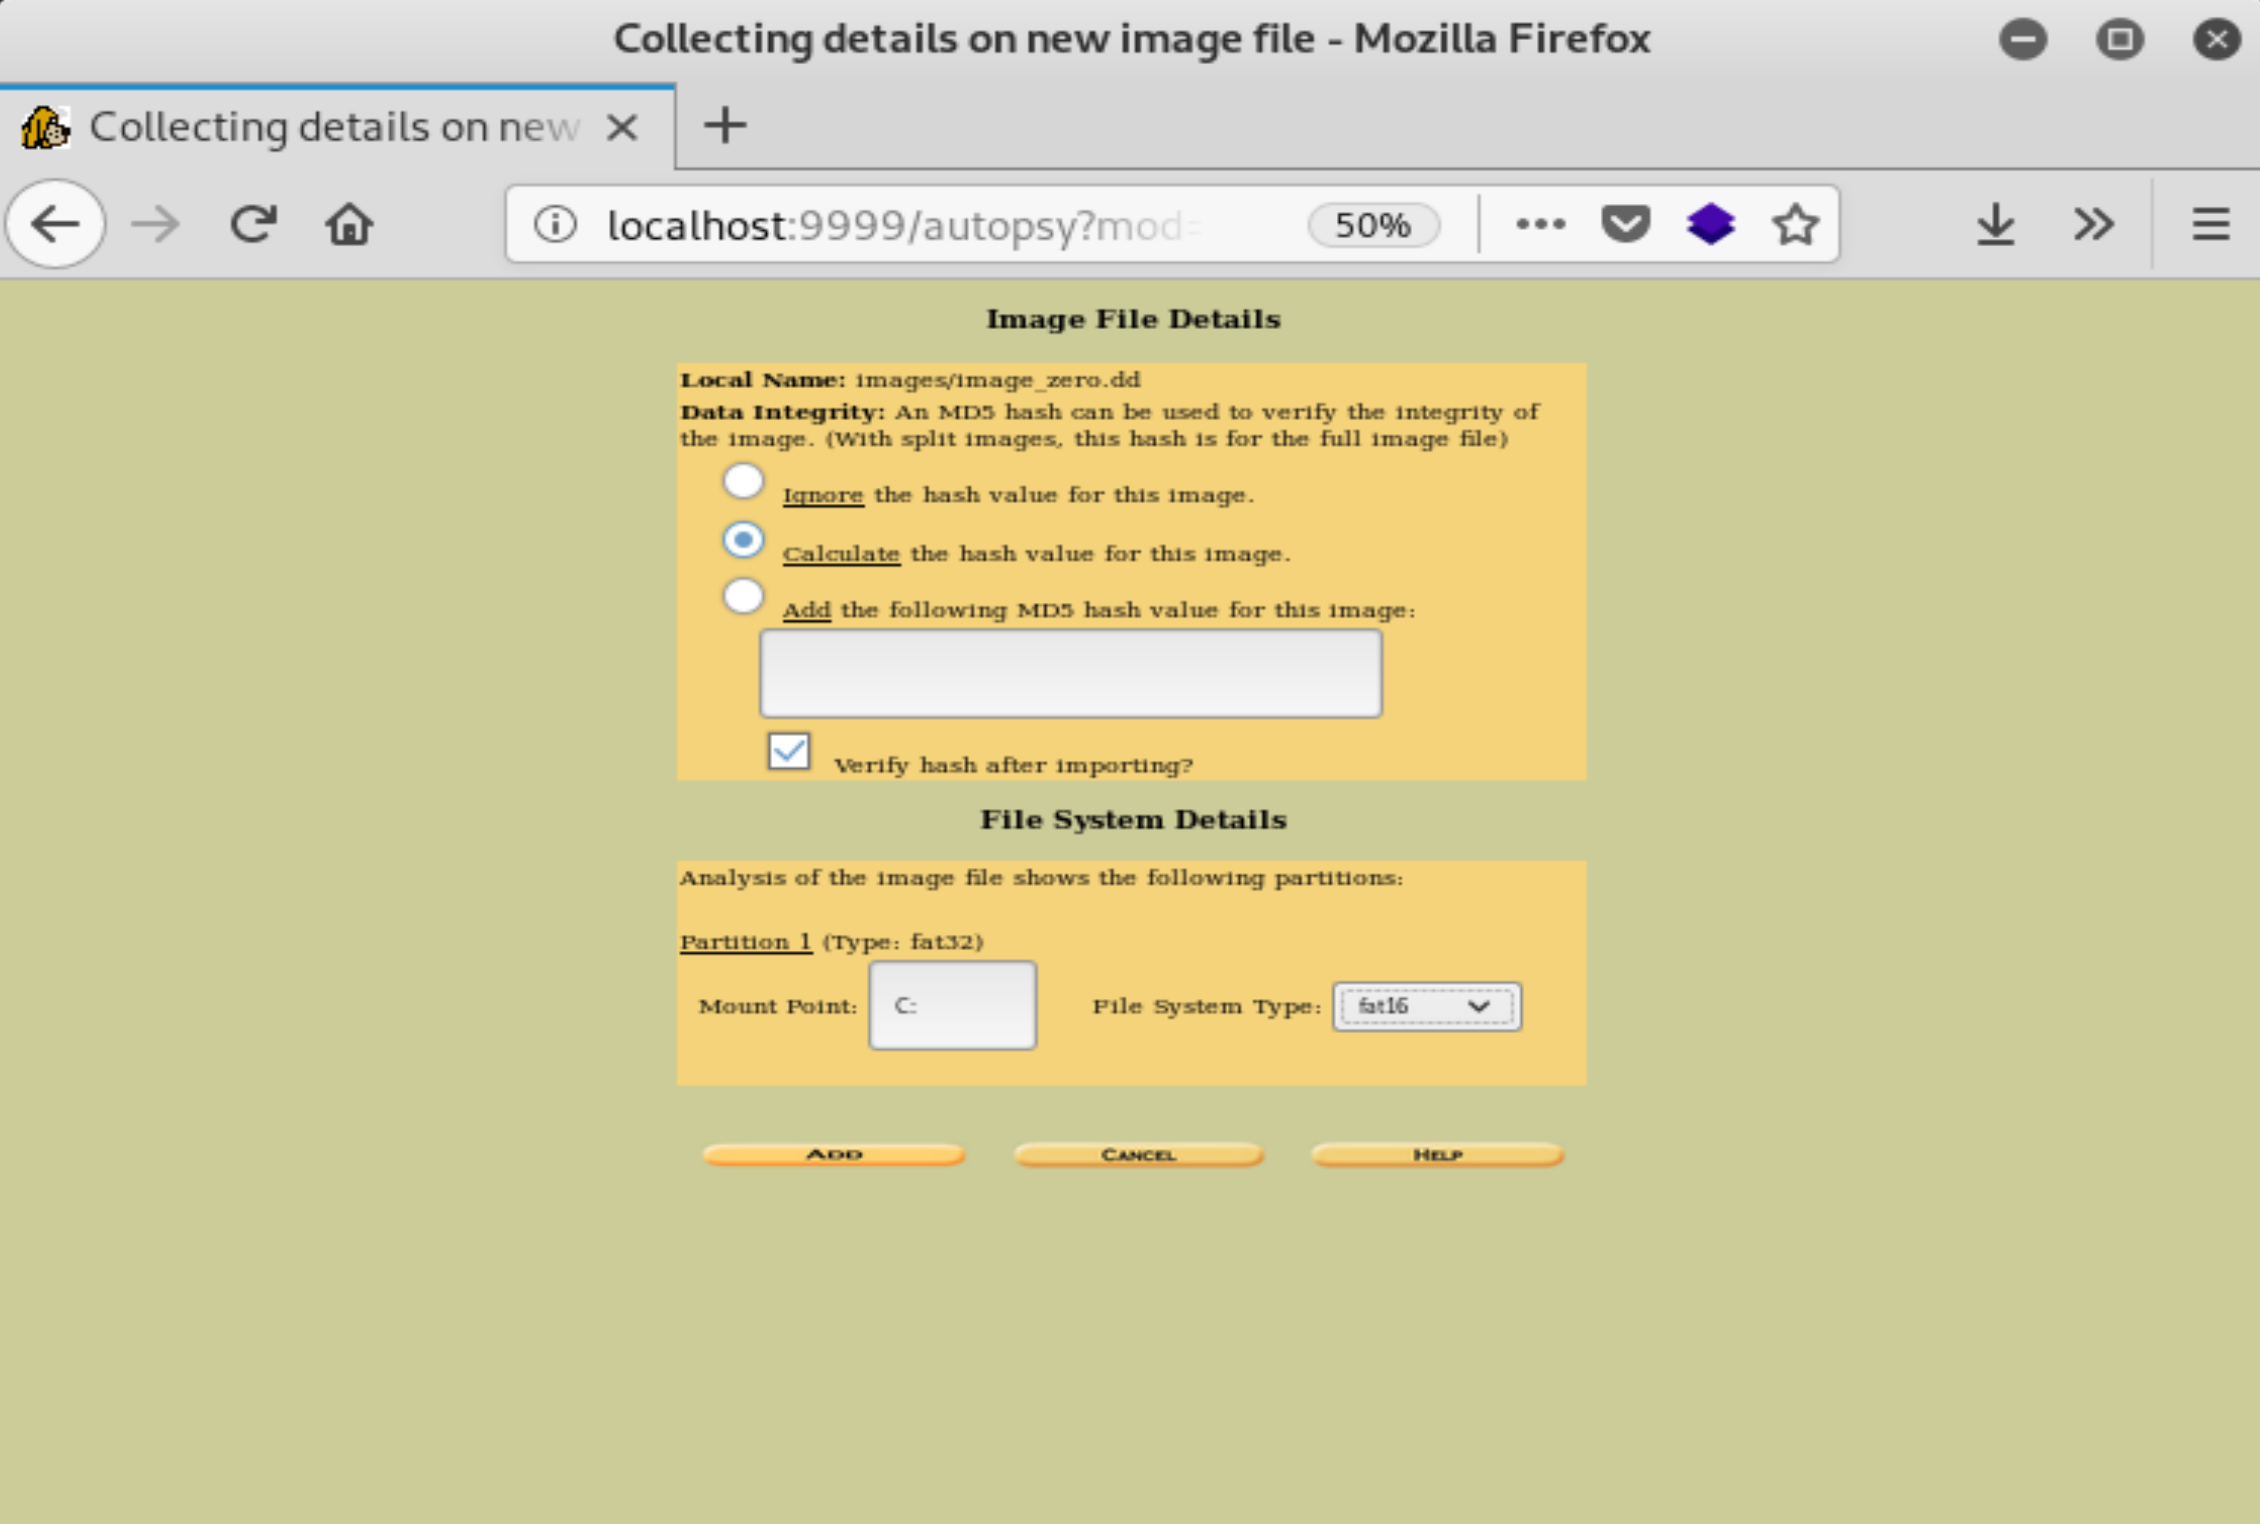 Collecting details on new image file - Mozilla Firefox
Collecting details on new
localhost:9999/autopsy?mod=
50%
Image File Details
Local Name: images/image_zero.dd
Data Integrity: An MD5 hash can be used to verify the integrity of
the image. (With split images, this hash is for the full image file)
Ignore the hash value for this image.
Calculate the hash value for this image.
Add the following MD5 hash value for this image:
Verify hash after importing?
File System Details
Analysis of the image file shows the following partitions:
Partition 1 (Type: fat32)
Mount Point: C: File System Type: fat16
ADD CANCEL HELP